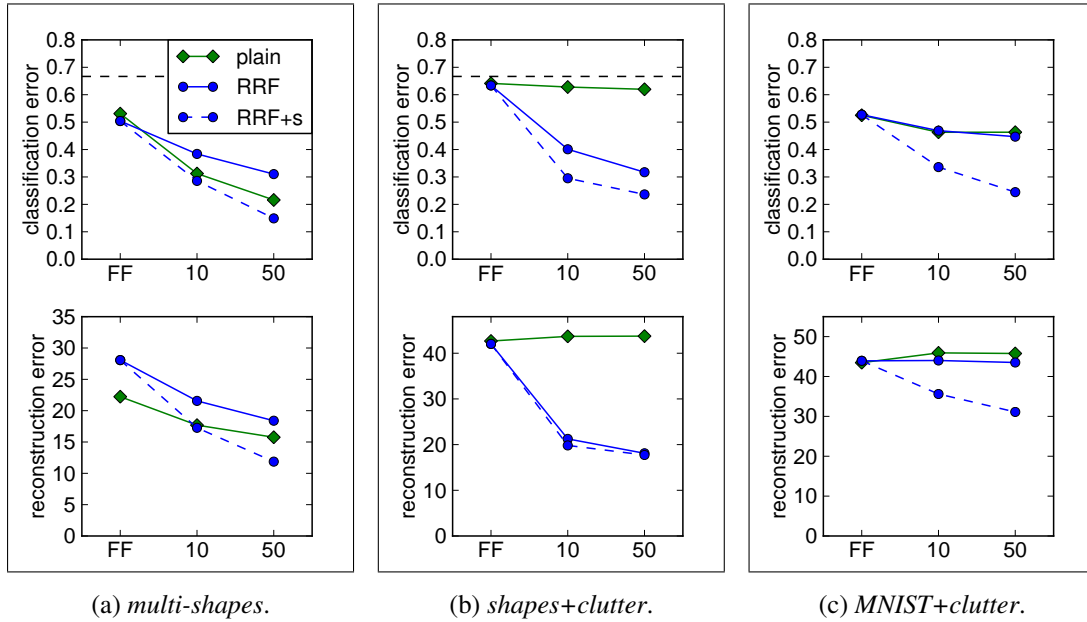 0.8
0.7
0.6
0.5
0.4
0.3
0.2
0.1
0.0
classification error
plain
RRF
RRF+s
FF 10 50
35
30
25
20
15
10
5
0
reconstruction error
FF 10 50
(a) multi-shapes.
0.8
0.7
0.6
0.5
0.4
0.3
0.2
0.1
0.0
classification error
FF 10 50
40
30
20
10
0
reconstruction error
FF 10 50
(b) shapes+clutter.
0.8
0.7
0.6
0.5
0.4
0.3
0.2
0.1
0.0
classification error
FF 10 50
50
40
30
20
10
0
reconstruction error
FF 10 50
(c) MNIST+clutter.